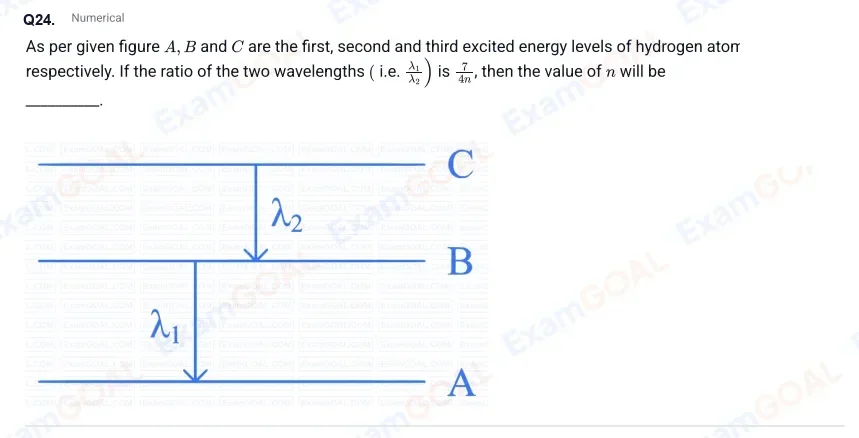 Q24. Numerical
As per given figure A, B and C are the first, second and third excited energy levels of hydrogen atom
respectively. If the ratio of the two wavelengths ( i.e. λ₁/λ₂ ) is 7/4n, then the value of n will be
________.
C
λ₂
B
λ₁
A
ExamGOAL